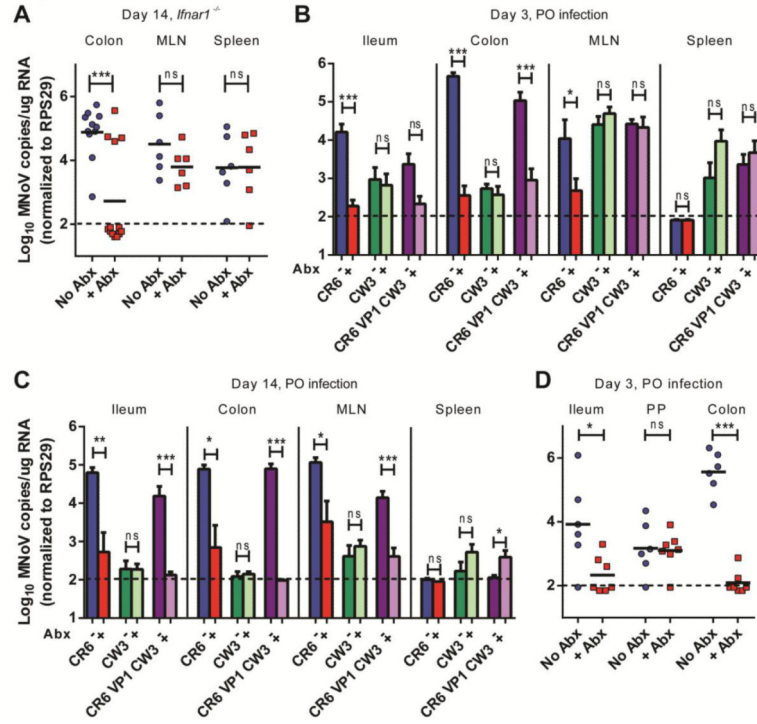 A
Day 14, Ifnar1-/-
Colon MLN Spleen
*** ns ns
Log10 MNoV copies/ug RNA
(normalized to RPS29)
6
4
2
No Abx + Abx No Abx + Abx No Abx + Abx
B
Day 3, PO infection
Ileum Colon MLN Spleen
*** ns ns *** ns *** * ns ns ns ns ns
6
5
4
3
2
1
Abx - + - + - + - + - + - + - + - + - + - + - + - +
CR6 CW3 CR6 VP1 CW3 CR6 CW3 CR6 VP1 CW3 CR6 CW3 CR6 VP1 CW3 CR6 CW3 CR6 VP1 CW3
C
Day 14, PO infection
Ileum Colon MLN Spleen
** ns *** * ns *** * ns *** ns ns *
Log10 MNoV copies/ug RNA
(normalized to RPS29)
6
5
4
3
2
1
Abx - + - + - + - + - + - + - + - + - + - + - + - +
CR6 CW3 CR6 VP1 CW3 CR6 CW3 CR6 VP1 CW3 CR6 CW3 CR6 VP1 CW3 CR6 CW3 CR6 VP1 CW3
D
Day 3, PO infection
Ileum PP Colon
* ns ***
6
4
2
No Abx + Abx No Abx + Abx No Abx + Abx